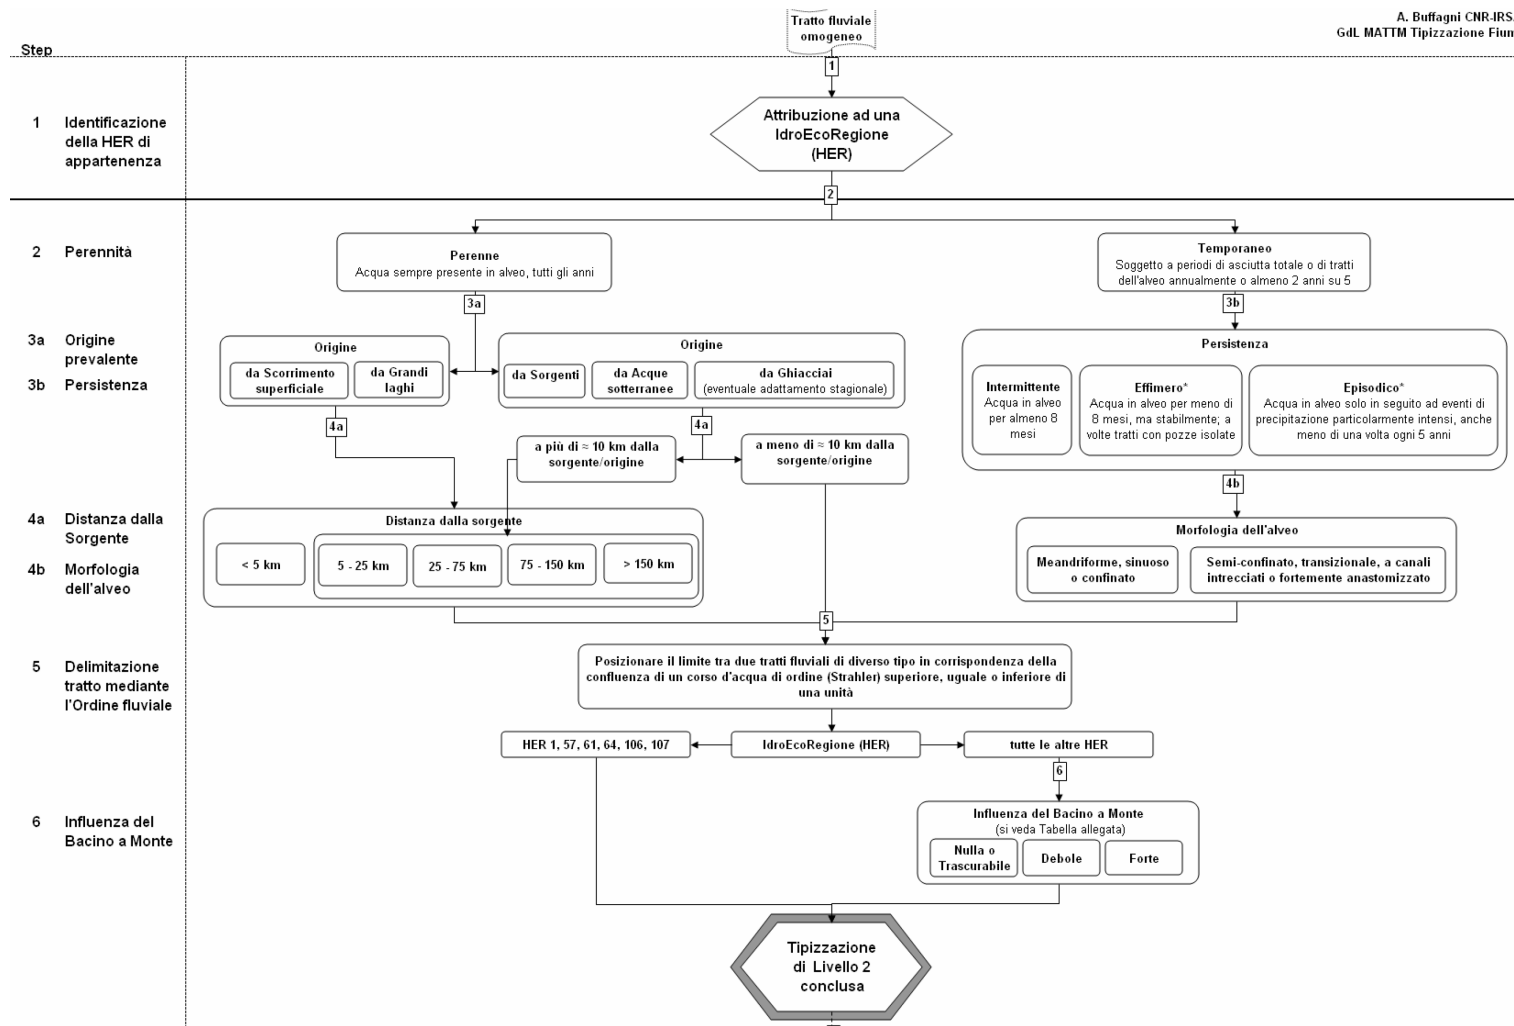 Tratto fluviale
omogeneo
A. Buffagni CNR-IRSA
GdL MATTM Tipizzazione Fium
Step
1
1 Identificazione
della HER di
appartenenza
Attribuzione ad una
IdroEcoRegione
(HER)
2
2 Perennità
Perenne
Acqua sempre presente in alveo, tutti gli anni
Temporaneo
Soggetto a periodi di asciutta totale o di tratti
dell'alveo annualmente o almeno 2 anni su 5
3a
3b
3a Origine
prevalente
3b Persistenza
Origine
da Scorrimento
superficiale
da Grandi
laghi
Origine
da Sorgenti
da Acque
sotterranee
da Ghiacciai
(eventuale adattamento stagionale)
Persistenza
Intermittente
Acqua in alveo
per almeno 8
mesi
Effimero*
Acqua in alveo per meno di
8 mesi, ma stabilmente; a
volte tratti con pozze isolate
Episodico*
Acqua in alveo solo in seguito ad eventi di
precipitazione particolarmente intensi, anche
meno di una volta ogni 5 anni
4a
4a
a più di ≈ 10 km dalla
sorgente/origine
a meno di ≈ 10 km dalla
sorgente/origine
4b
4a Distanza dalla
Sorgente
4b Morfologia
dell'alveo
Distanza dalla sorgente
< 5 km
5 - 25 km
25 - 75 km
75 - 150 km
> 150 km
Morfologia dell'alveo
Meandriforme, sinuoso
o confinato
Semi-confinato, transizionale, a canali
intrecciati o fortemente anastomizzato
5
5 Delimitazione
tratto mediante
l'Ordine fluviale
Posizionare il limite tra due tratti fluviali di diverso tipo in corrispondenza della
confluenza di un corso d'acqua di ordine (Strahler) superiore, uguale o inferiore di
una unità
HER 1, 57, 61, 64, 106, 107
IdroEcoRegione (HER)
tutte le altre HER
6
6 Influenza del
Bacino a Monte
Influenza del Bacino a Monte
(si veda Tabella allegata)
Nulla o
Trascurabile
Debole
Forte
Tipizzazione
di Livello 2
conclusa